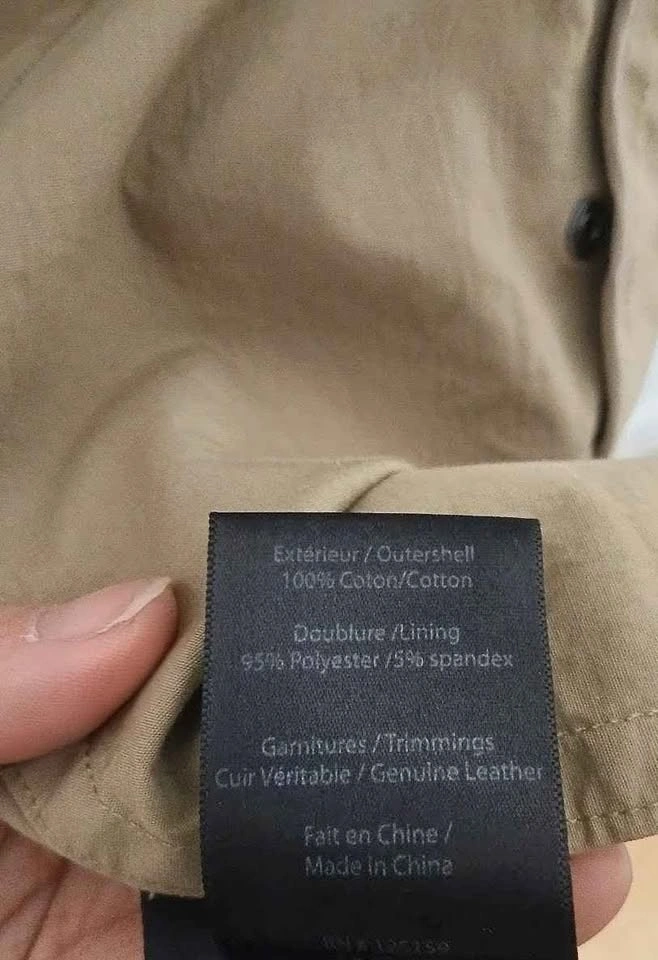 Extérieur / Outershell
100% Coton/Cotton
Doublure /Lining
95% Polyester /5% spandex
Garnitures / Trimmings
Cuir Véritable / Genuine Leather
Fait en Chine /
Made in China